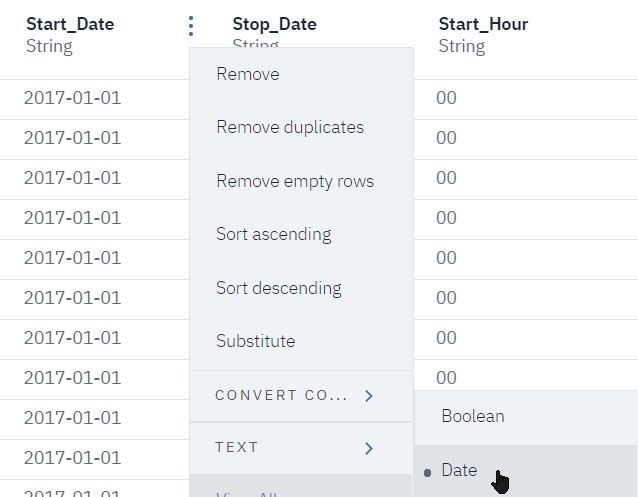 Start_Date Stop_Date Start_Hour
String String String
Remove
2017-01-01 00
Remove duplicates
2017-01-01 00
2017-01-01 Remove empty rows 00
2017-01-01 00
Sort ascending
2017-01-01 00
Sort descending
2017-01-01 00
2017-01-01 Substitute 00
2017-01-01 00
CONVERT CO...
2017-01-01 Boolean
TEXT
2017-01-01 Date
2017-01-01 View All